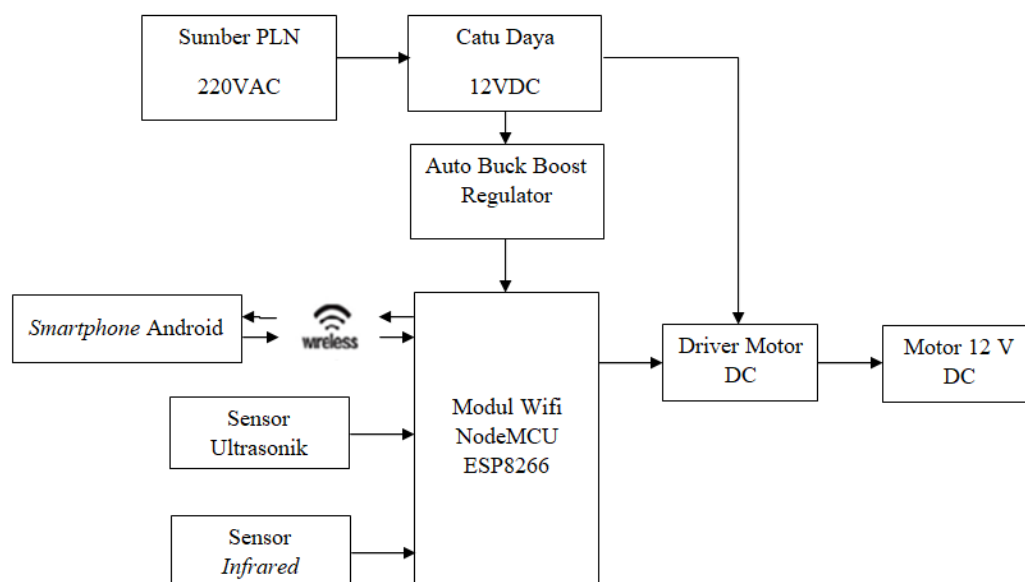 Sumber PLN
220VAC
Catu Daya
12VDC
Auto Buck Boost
Regulator
Smartphone Android
wireless
Modul Wifi
NodeMCU
ESP8266
Driver Motor
DC
Motor 12 V
DC
Sensor
Ultrasonik
Sensor
Infrared